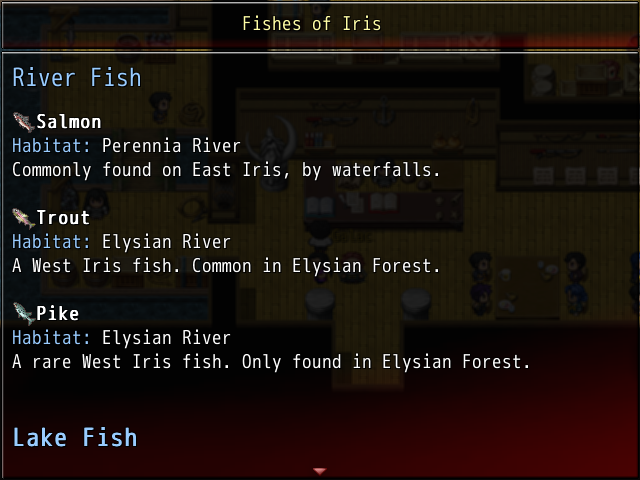 Fishes of Iris
River Fish
Salmon
Habitat: Perennia River
Commonly found on East Iris, by waterfalls.
Trout
Habitat: Elysian River
A West Iris fish. Common in Elysian Forest.
Pike
Habitat: Elysian River
A rare West Iris fish. Only found in Elysian Forest.
Lake Fish